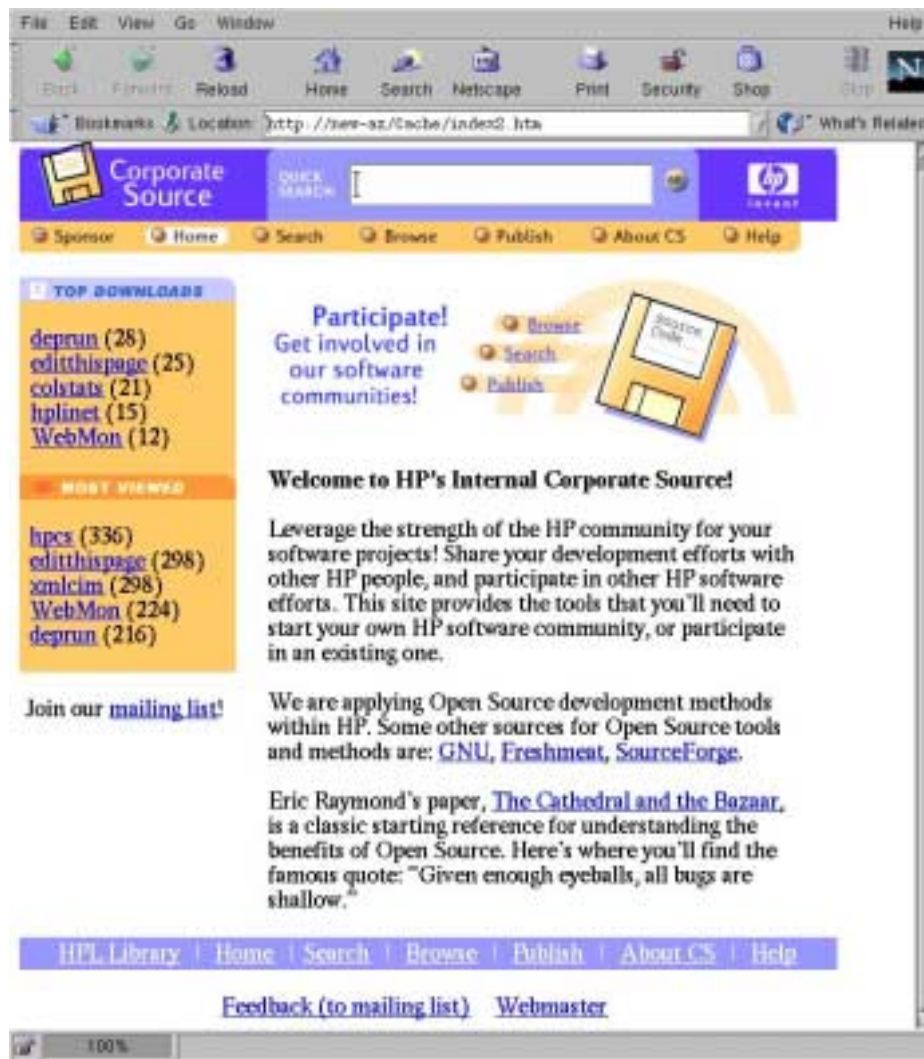 File Edit View Go Window Help
Back Forward Reload Home Search Netscape Print Security Shop Stop N
Bookmarks Location: http://new-az/Cache/index2.htm What's Related
Corporate
Source
QUICK
SEARCH:
hp
invent
Sponsor Home Search Browse Publish About CS Help
TOP DOWNLOADS
deprun (28)
editthispage (25)
colstats (21)
hplinet (15)
WebMon (12)
MOST VIEWED
hpcs (336)
editthispage (298)
xmlcim (298)
WebMon (224)
deprun (216)
Join our mailing list!
Participate!
Get involved in
our software
communities!
Browse
Search
Publish
Source
Code
Welcome to HP's Internal Corporate Source!
Leverage the strength of the HP community for your
software projects! Share your development efforts with
other HP people, and participate in other HP software
efforts. This site provides the tools that you'll need to
start your own HP software community, or participate
in an existing one.
We are applying Open Source development methods
within HP. Some other sources for Open Source tools
and methods are: GNU, Freshmeat, SourceForge.
Eric Raymond's paper, The Cathedral and the Bazaar,
is a classic starting reference for understanding the
benefits of Open Source. Here's where you'll find the
famous quote: "Given enough eyeballs, all bugs are
shallow."
HPL Library | Home | Search | Browse | Publish | About CS | Help
Feedback (to mailing list) Webmaster
100%